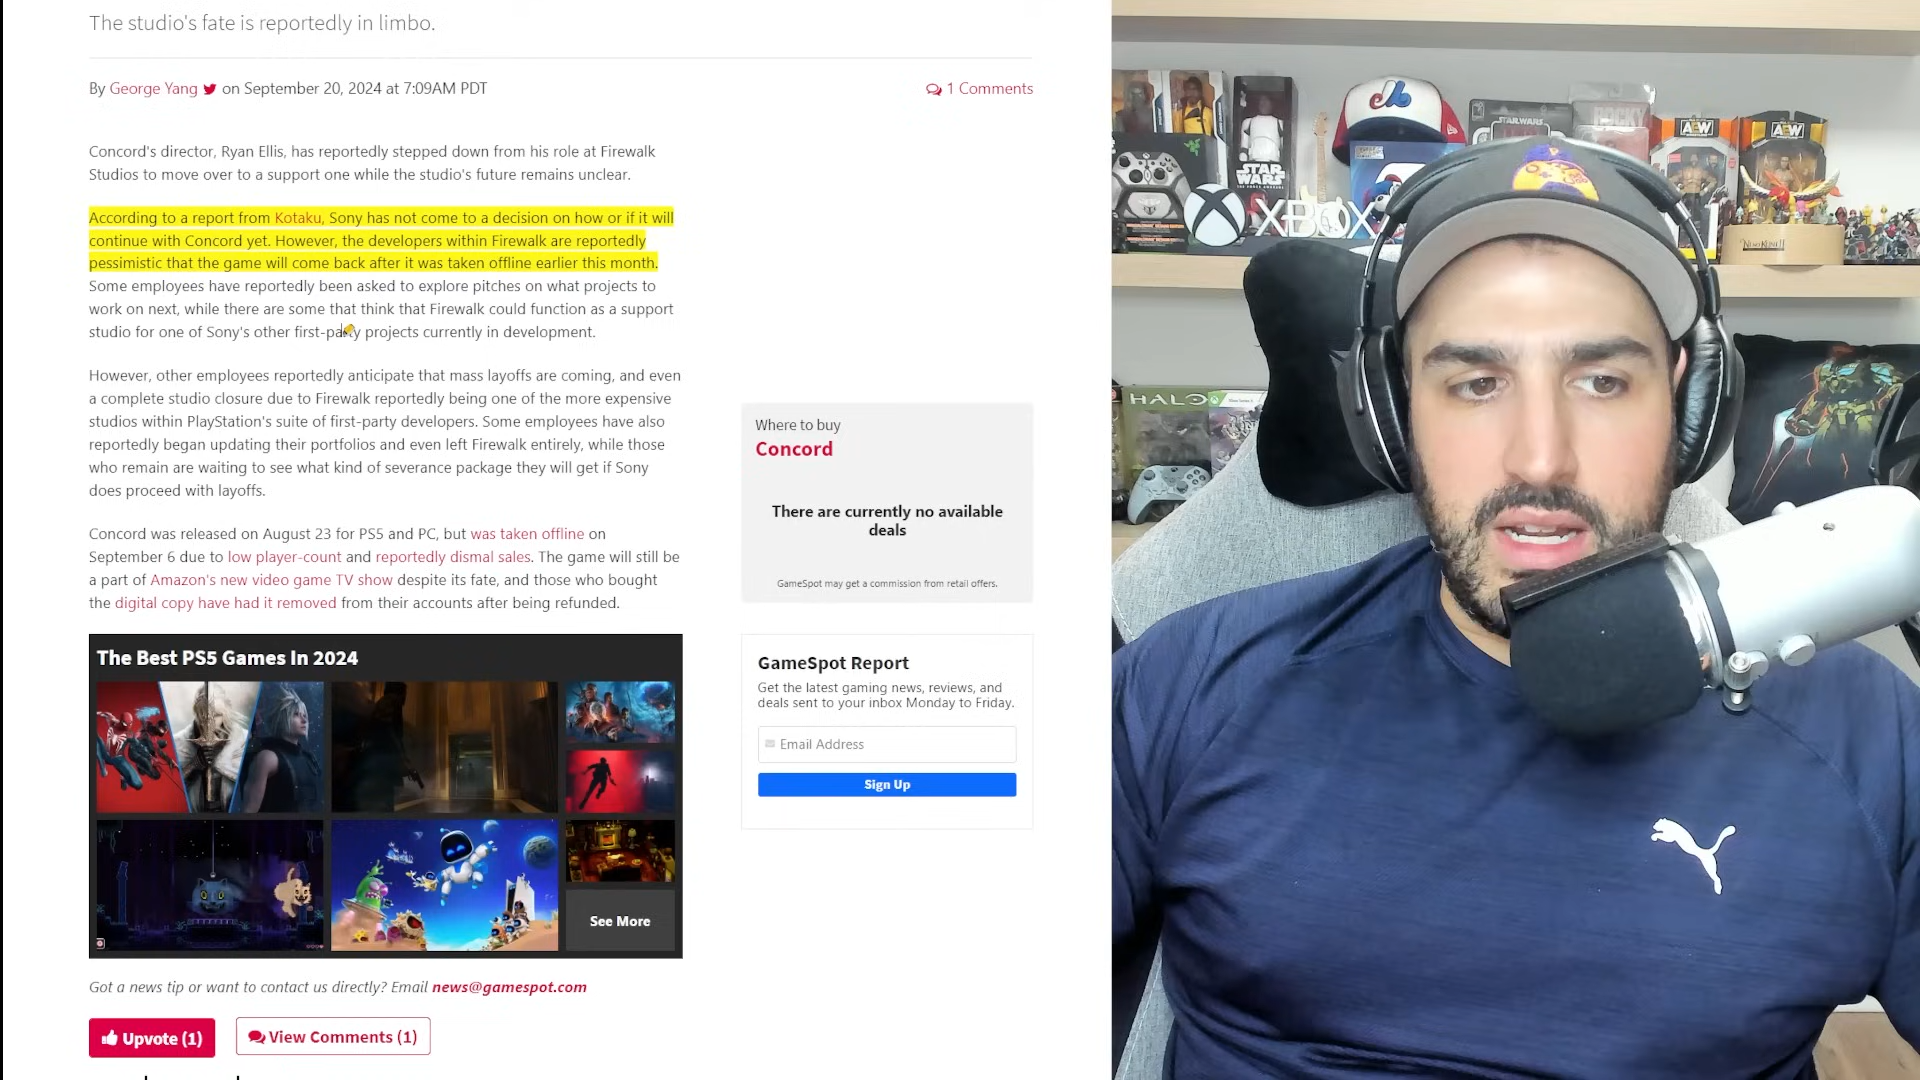 The studio's fate is reportedly in limbo.
By George Yang on September 20, 2024 at 7:09AM PDT
1 Comments
Concord's director, Ryan Ellis, has reportedly stepped down from his role at Firewalk
Studios to move over to a support one while the studio's future remains unclear.
According to a report from Kotaku, Sony has not come to a decision on how or if it will
continue with Concord yet. However, the developers within Firewalk are reportedly
pessimistic that the game will come back after it was taken offline earlier this month.
Some employees have reportedly been asked to explore pitches on what projects to
work on next, while there are some that think that Firewalk could function as a support
studio for one of Sony's other first-party projects currently in development.
However, other employees reportedly anticipate that mass layoffs are coming, and even
a complete studio closure due to Firewalk reportedly being one of the more expensive
studios within PlayStation's suite of first-party developers. Some employees have also
reportedly began updating their portfolios and even left Firewalk entirely, while those
who remain are waiting to see what kind of severance package they will get if Sony
does proceed with layoffs.
Concord was released on August 23 for PS5 and PC, but was taken offline on
September 6 due to low player-count and reportedly dismal sales. The game will still be
a part of Amazon's new video game TV show despite its fate, and those who bought
the digital copy have had it removed from their accounts after being refunded.
The Best PS5 Games In 2024
See More
Got a news tip or want to contact us directly? Email news@gamespot.com
Upvote (1)
View Comments (1)
Where to buy
Concord
There are currently no available
deals
GameSpot may get a commission from retail offers.
GameSpot Report
Get the latest gaming news, reviews, and
deals sent to your inbox Monday to Friday.
Email Address
Sign Up
STAR
WARS
XBOX
STARWARS
ROCKY
AEW
AEW
HALO